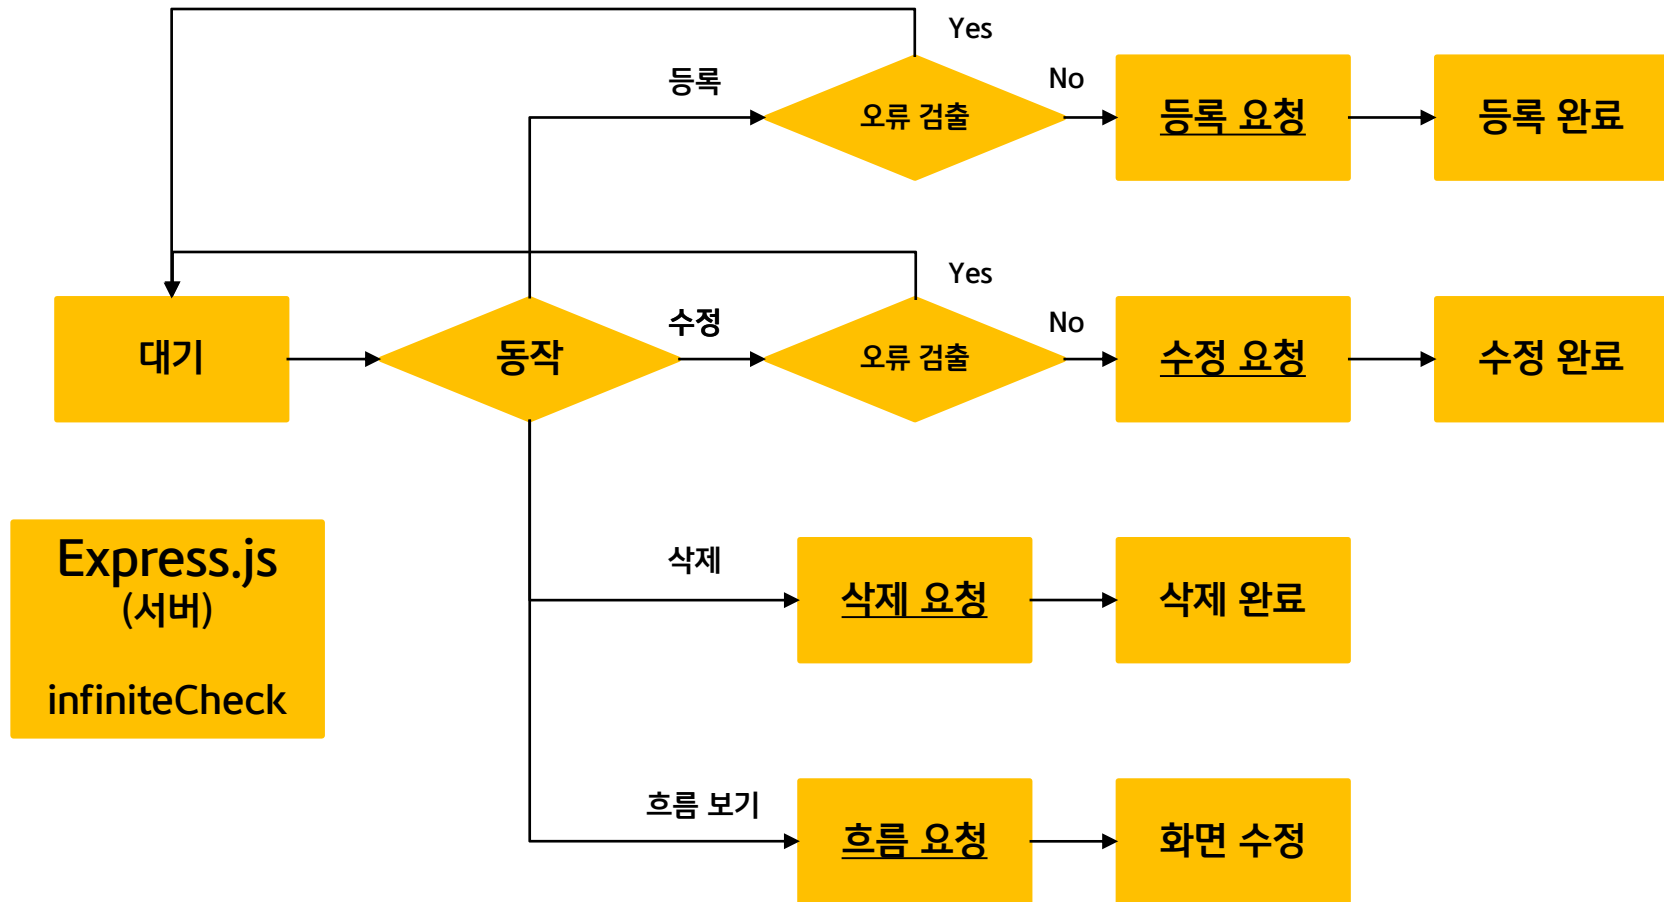 Yes
등록
No
오류 검출
등록 요청
등록 완료
Yes
수정
No
대기
동작
오류 검출
수정 요청
수정 완료
Express.js
(서버)
infiniteCheck
삭제
삭제 요청
삭제 완료
흐름 보기
흐름 요청
화면 수정